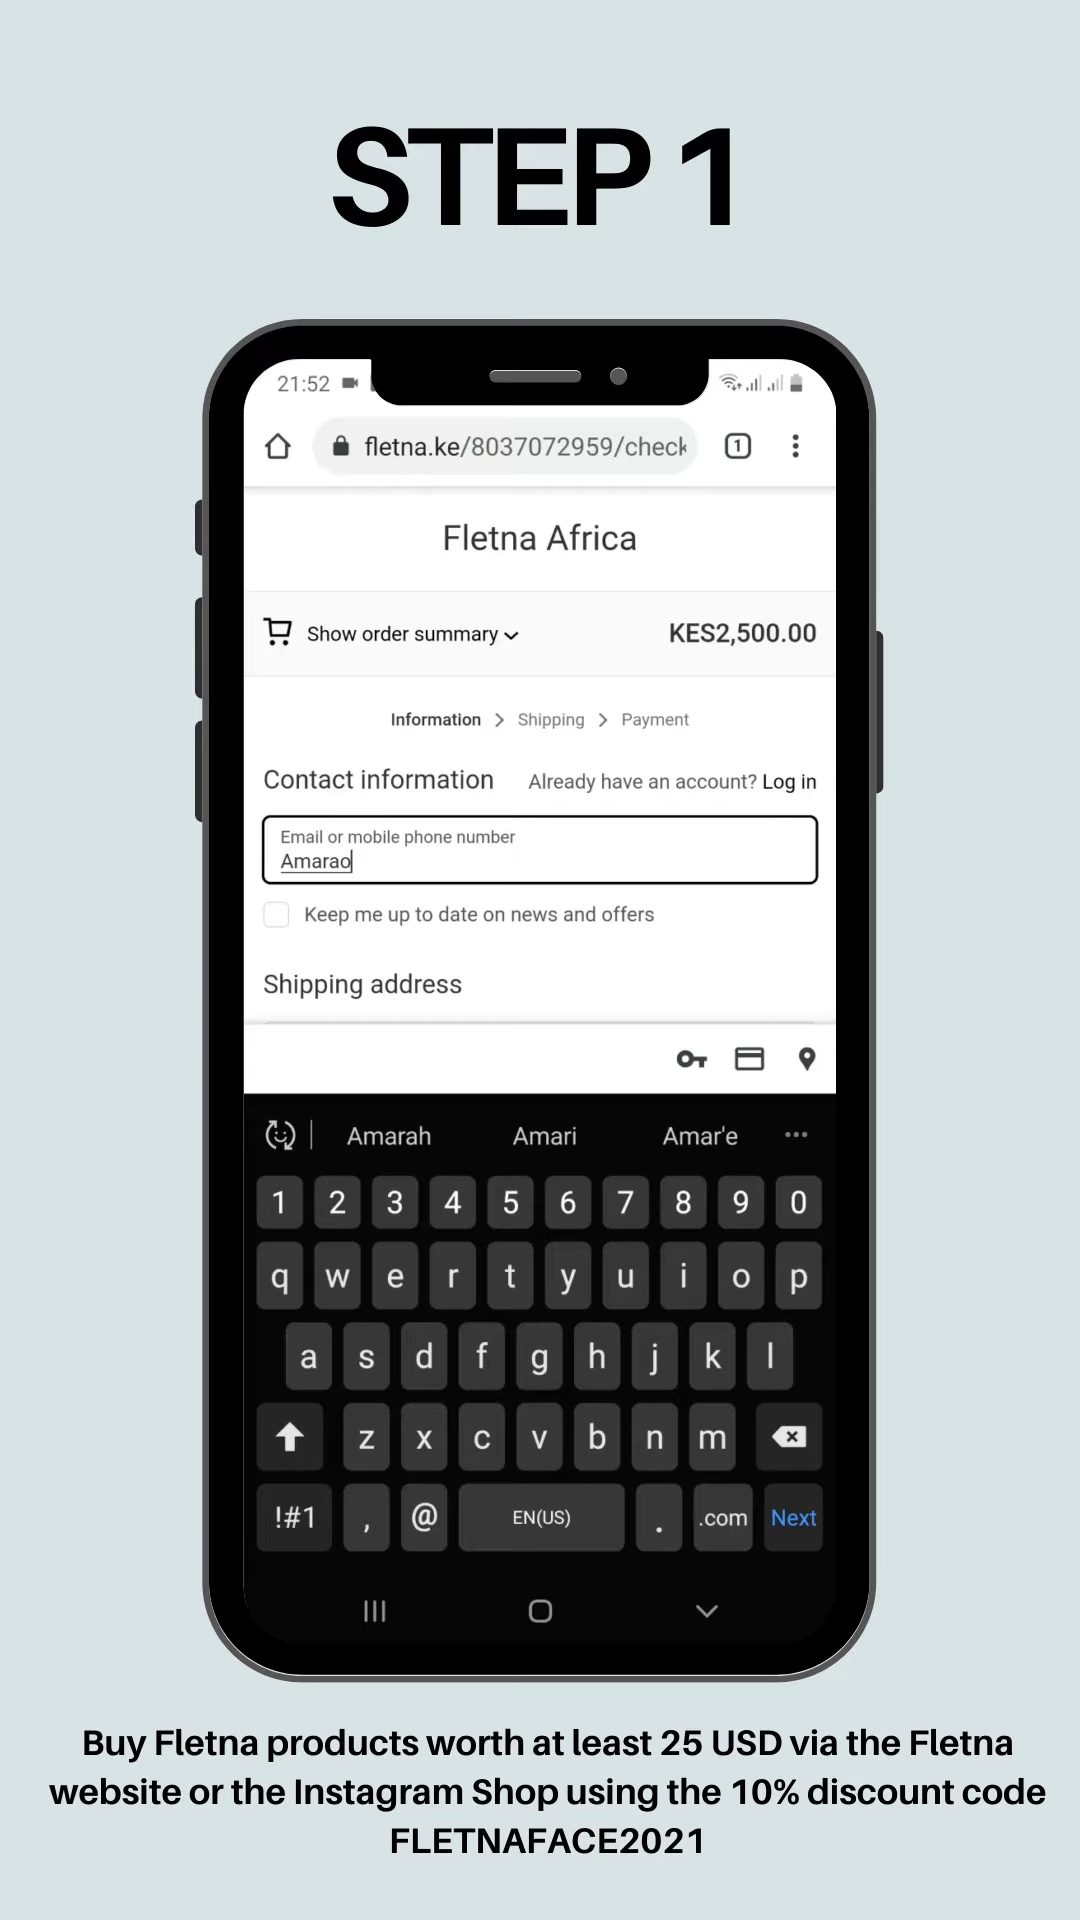 STEP 1
21:52
fletna.ke/8037072959/check
1
Fletna Africa
Show order summary
KES2,500.00
Information > Shipping > Payment
Contact information
Already have an account? Log in
Email or mobile phone number
Amarao
Keep me up to date on news and offers
Shipping address
Amarah Amari Amar'e
1 2 3 4 5 6 7 8 9 0
q w e r t y u i o p
a s d f g h j k l
z x c v b n m
!#1 , @ EN(US) . .com Next
Buy Fletna products worth at least 25 USD via the Fletna
website or the Instagram Shop using the 10% discount code
FLETNAFACE2021